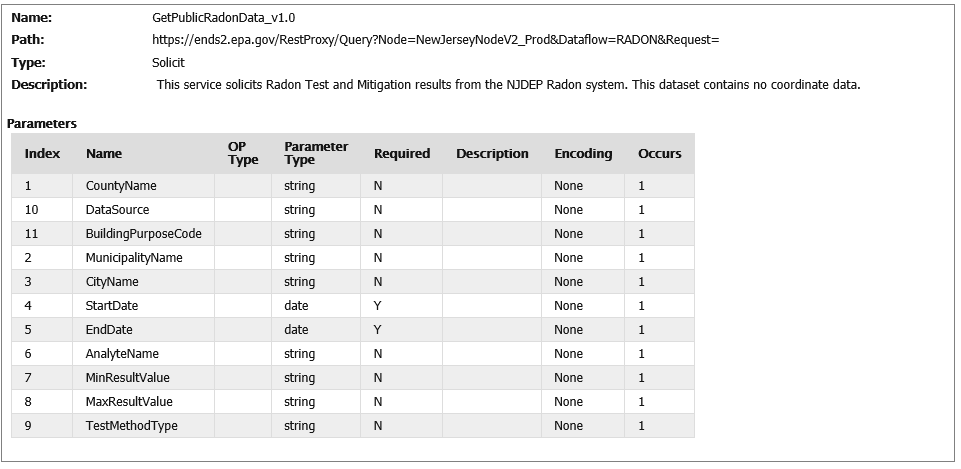 Name: GetPublicRadonData_v1.0
Path: https://ends2.epa.gov/RestProxy/Query?Node=NewJerseyNodeV2_Prod&Dataflow=RADON&Request=
Type: Solicit
Description: This service solicits Radon Test and Mitigation results from the NJDEP Radon system. This dataset contains no coordinate data.
Parameters
Index Name OP Type Parameter Type Required Description Encoding Occurs
1 CountyName string N None 1
10 DataSource string N None 1
11 BuildingPurposeCode string N None 1
2 MunicipalityName string N None 1
3 CityName string N None 1
4 StartDate date Y None 1
5 EndDate date Y None 1
6 AnalyteName string N None 1
7 MinResultValue string N None 1
8 MaxResultValue string N None 1
9 TestMethodType string N None 1